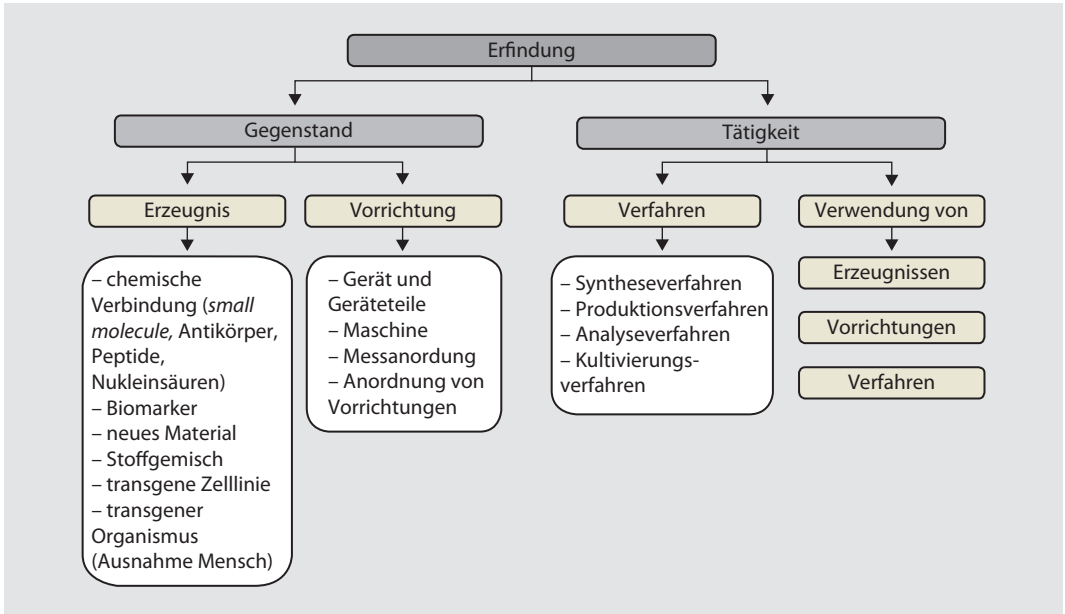 Erfindung
Gegenstand
Tätigkeit
Erzeugnis
Vorrichtung
Verfahren
Verwendung von
– chemische
Verbindung (small
molecule, Antikörper,
Peptide,
Nukleinsäuren)
– Biomarker
– neues Material
– Stoffgemisch
– transgene Zelllinie
– transgener
Organismus
(Ausnahme Mensch)
– Gerät und
Geräteteile
– Maschine
– Messanordung
– Anordnung von
Vorrichtungen
– Syntheseverfahren
– Produktionsverfahren
– Analyseverfahren
– Kultivierungs-
verfahren
Erzeugnissen
Vorrichtungen
Verfahren